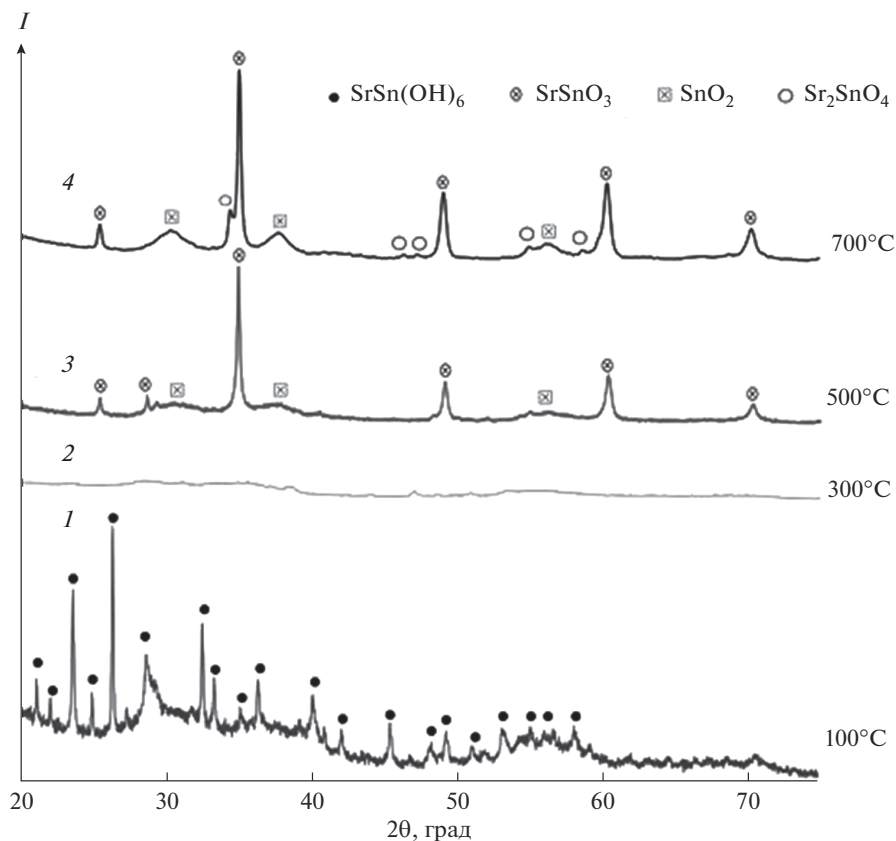 I
SrSn(OH)₆ SrSnO₃ SnO₂ Sr₂SnO₄
4
700°C
3
500°C
2
300°C
1
100°C
20 30 40 50 60 70
2θ, град